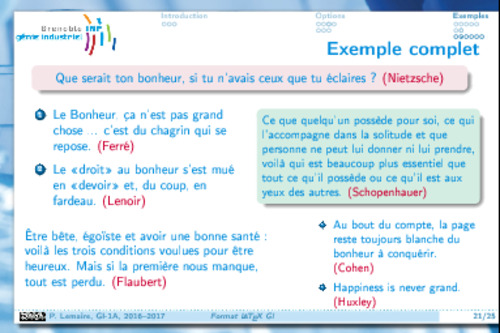 Grenoble INP
génie industriel
Introduction
Options
Exemples
Exemple complet
Que serait ton bonheur, si tu n'avais ceux que tu éclaires ? (Nietzsche)
1 Le Bonheur, ça n'est pas grand
chose ... c'est du chagrin qui se
repose. (Ferré)
2 Le «droit» au bonheur s'est mué
en «devoir» et, du coup, en
fardeau. (Lenoir)
Être bête, égoïste et avoir une bonne santé :
voilà les trois conditions voulues pour être
heureux. Mais si la première nous manque,
tout est perdu. (Flaubert)
Ce que quelqu'un possède pour soi, ce qui
l'accompagne dans la solitude et que
personne ne peut lui donner ni lui prendre,
voilà qui est beaucoup plus essentiel que
tout ce qu'il possède ou ce qu'il est aux
yeux des autres. (Schopenhauer)
Au bout du compte, la page
reste toujours blanche du
bonheur à conquérir.
(Cohen)
Happiness is never grand.
(Huxley)
P. Lemaire, GI-1A, 2016–2017
Format LATEX GI
21/25